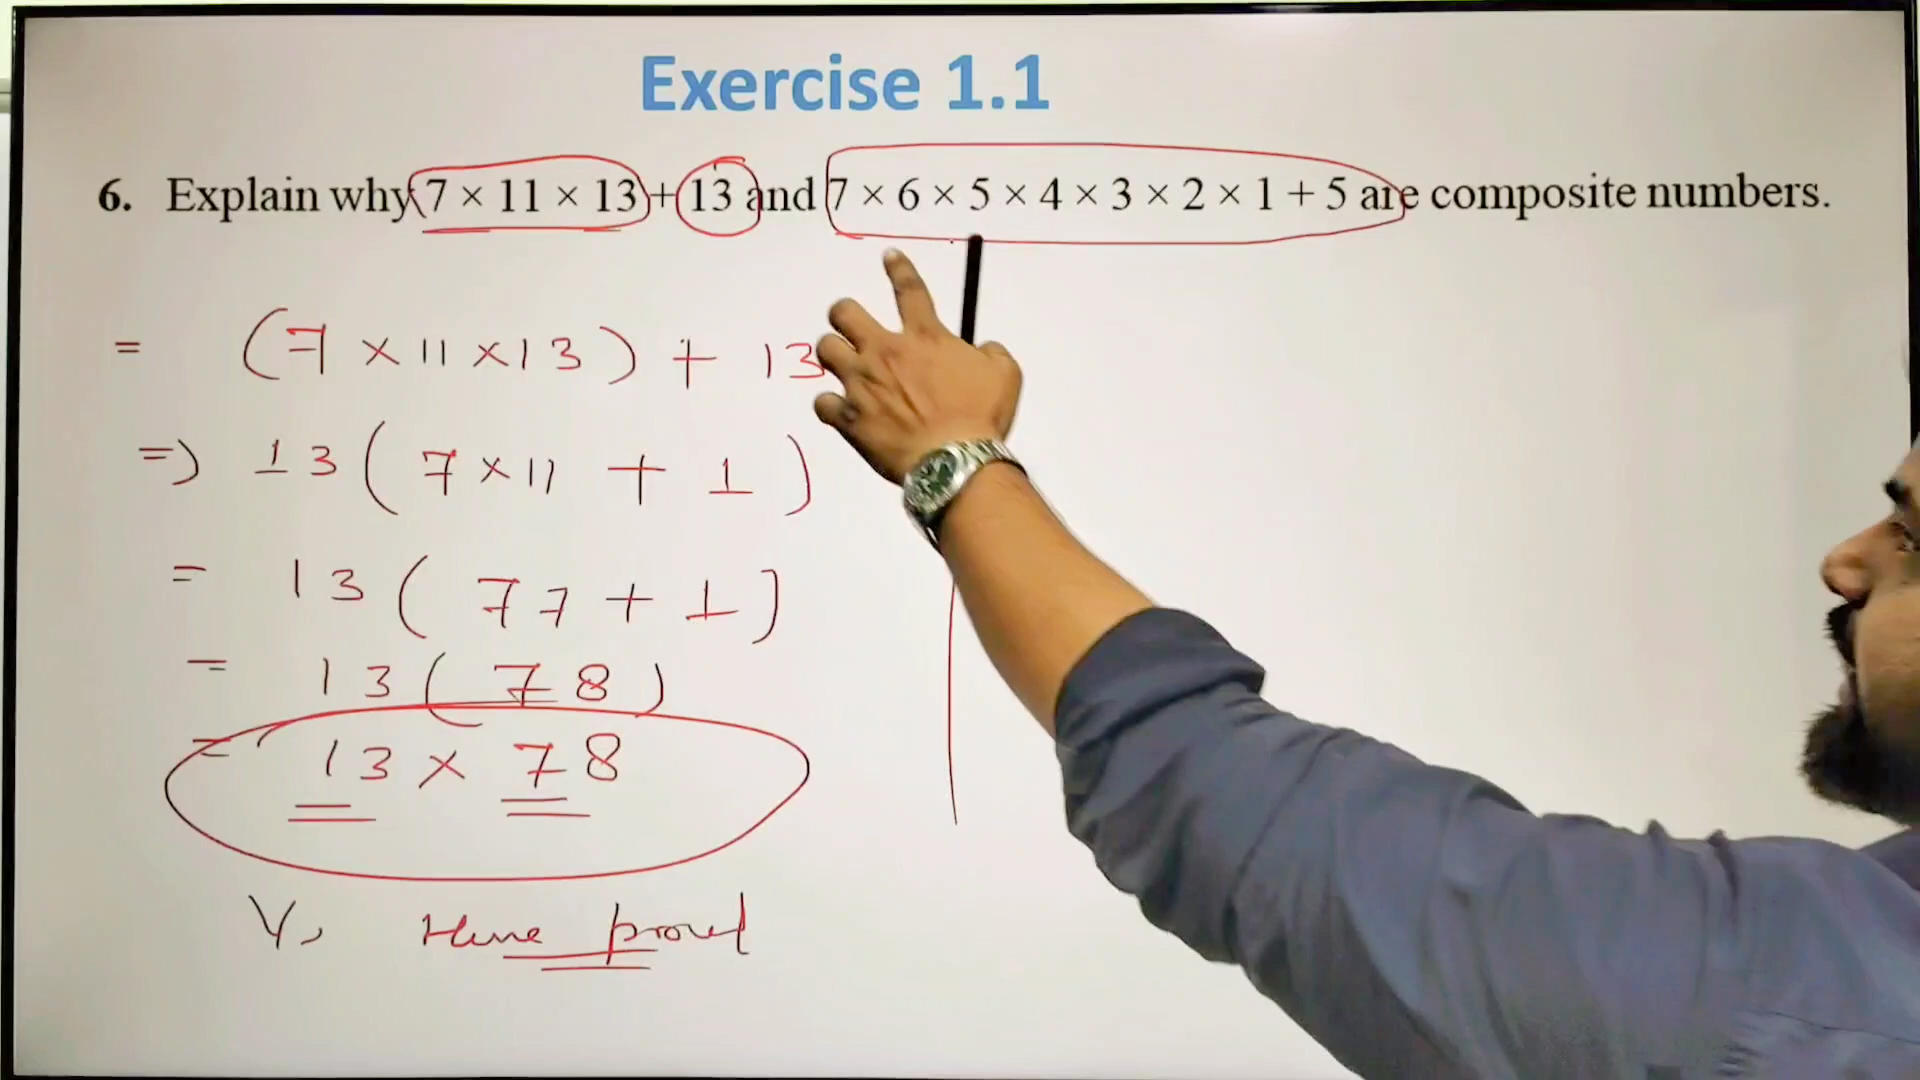 Exercise 1.1
6. Explain why 7 × 11 × 13 + 13 and 7 × 6 × 5 × 4 × 3 × 2 × 1 + 5 are composite numbers.
= (7 × 11 × 13) + 13
=> 13 ( 7 × 11 + 1 )
= 13 ( 77 + 1 )
= 13 ( 78 )
= 13 × 78
Hence proved